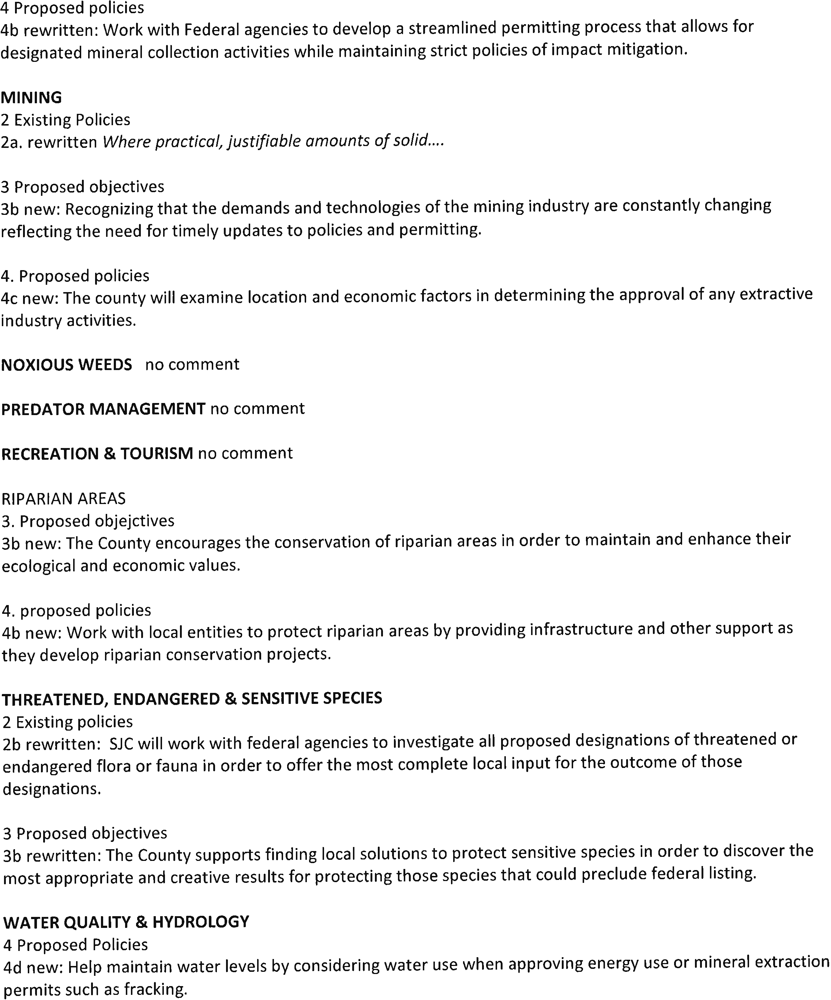 4 Proposed policies
4b rewritten: Work with Federal agencies to develop a streamlined permitting process that allows for
designated mineral collection activities while maintaining strict policies of impact mitigation.
MINING
2 Existing Policies
2a. rewritten Where practical, justifiable amounts of solid....
3 Proposed objectives
3b new: Recognizing that the demands and technologies of the mining industry are constantly changing
reflecting the need for timely updates to policies and permitting.
4. Proposed policies
4c new: The county will examine location and economic factors in determining the approval of any extractive
industry activities.
NOXIOUS WEEDS no comment
PREDATOR MANAGEMENT no comment
RECREATION & TOURISM no comment
RIPARIAN AREAS
3. Proposed objejctives
3b new: The County encourages the conservation of riparian areas in order to maintain and enhance their
ecological and economic values.
4. proposed policies
4b new: Work with local entities to protect riparian areas by providing infrastructure and other support as
they develop riparian conservation projects.
THREATENED, ENDANGERED & SENSITIVE SPECIES
2 Existing policies
2b rewritten: SJC will work with federal agencies to investigate all proposed designations of threatened or
endangered flora or fauna in order to offer the most complete local input for the outcome of those
designations.
3 Proposed objectives
3b rewritten: The County supports finding local solutions to protect sensitive species in order to discover the
most appropriate and creative results for protecting those species that could preclude federal listing.
WATER QUALITY & HYDROLOGY
4 Proposed Policies
4d new: Help maintain water levels by considering water use when approving energy use or mineral extraction
permits such as fracking.